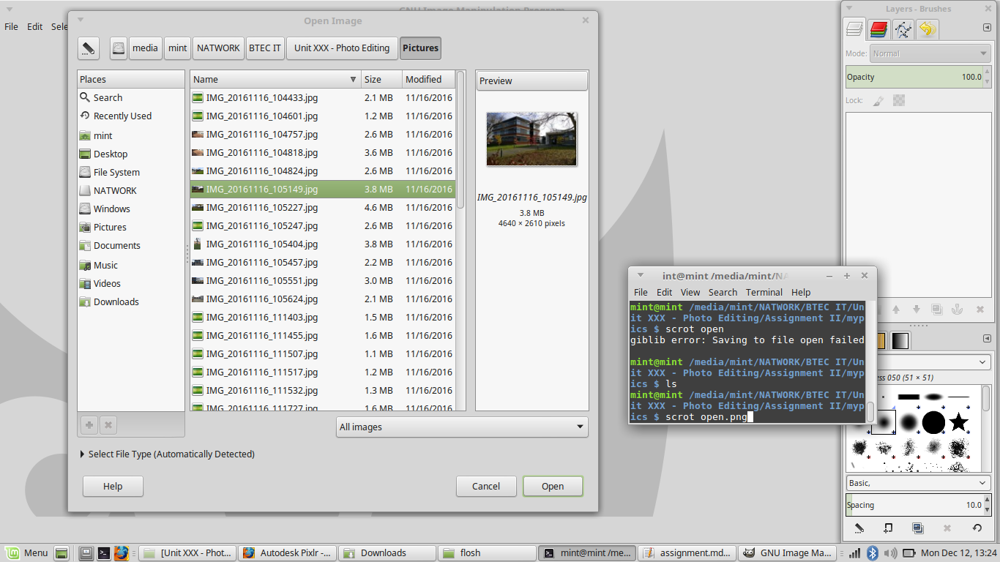 GNU Image Manipulation Program
File Edit Sele
Open Image
media mint NATWORK BTEC IT Unit XXX - Photo Editing Pictures
Places
Search
Recently Used
mint
Desktop
File System
NATWORK
Windows
Pictures
Documents
Music
Videos
Downloads
Name Size Modified
IMG_20161116_104433.jpg 2.1 MB 11/16/2016
IMG_20161116_104601.jpg 1.2 MB 11/16/2016
IMG_20161116_104757.jpg 2.6 MB 11/16/2016
IMG_20161116_104818.jpg 3.6 MB 11/16/2016
IMG_20161116_104824.jpg 2.6 MB 11/16/2016
IMG_20161116_105149.jpg 3.8 MB 11/16/2016
IMG_20161116_105227.jpg 4.6 MB 11/16/2016
IMG_20161116_105247.jpg 2.6 MB 11/16/2016
IMG_20161116_105404.jpg 3.8 MB 11/16/2016
IMG_20161116_105457.jpg 2.2 MB 11/16/2016
IMG_20161116_105551.jpg 3.0 MB 11/16/2016
IMG_20161116_105624.jpg 2.1 MB 11/16/2016
IMG_20161116_111403.jpg 1.5 MB 11/16/2016
IMG_20161116_111455.jpg 1.6 MB 11/16/2016
IMG_20161116_111507.jpg 1.1 MB 11/16/2016
IMG_20161116_111517.jpg 1.2 MB 11/16/2016
IMG_20161116_111532.jpg 1.3 MB 11/16/2016
IMG_20161116_111727.jpg 1.6 MB 11/16/2016
Preview
IMG_20161116_105149.jpg
3.8 MB
4640 × 2610 pixels
All images
Select File Type (Automatically Detected)
Help Cancel Open
int@mint /media/mint/NA
File Edit View Search Terminal Help
mint@mint /media/mint/NATWORK/BTEC IT/Un
it XXX - Photo Editing/Assignment II/myp
ics $ scrot open
giblib error: Saving to file open failed
mint@mint /media/mint/NATWORK/BTEC IT/Un
it XXX - Photo Editing/Assignment II/myp
ics $ ls
mint@mint /media/mint/NATWORK/BTEC IT/Un
it XXX - Photo Editing/Assignment II/myp
ics $ scrot open.png
Layers - Brushes
Mode: Normal
Opacity 100.0
Lock:
ess 050 (51 × 51)
Basic,
Spacing 10.0
Menu [Unit XXX - Phot... Autodesk Pixlr -... Downloads flosh mint@mint /me... assignment.md... GNU Image Ma... Mon Dec 12, 13:24